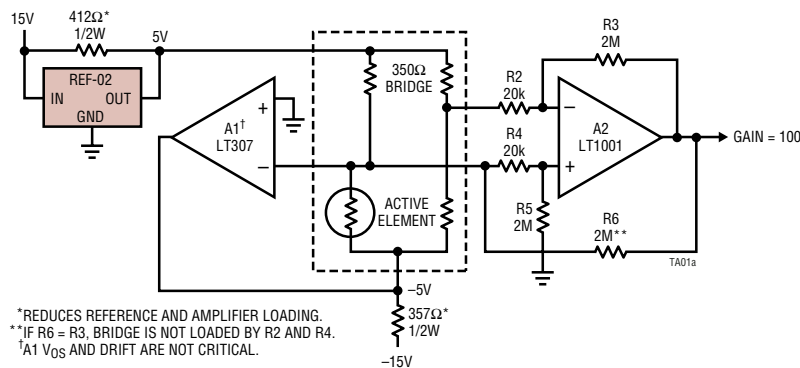 15V
412Ω*
1/2W
5V
REF-02
IN
OUT
GND
A1†
LT307
+
–
350Ω
BRIDGE
ACTIVE
ELEMENT
R2
20k
R4
20k
R3
2M
–
+
A2
LT1001
GAIN = 100
R5
2M
R6
2M**
TA01a
–5V
357Ω*
1/2W
–15V
*REDUCES REFERENCE AND AMPLIFIER LOADING.
**IF R6 = R3, BRIDGE IS NOT LOADED BY R2 AND R4.
†A1 VOS AND DRIFT ARE NOT CRITICAL.